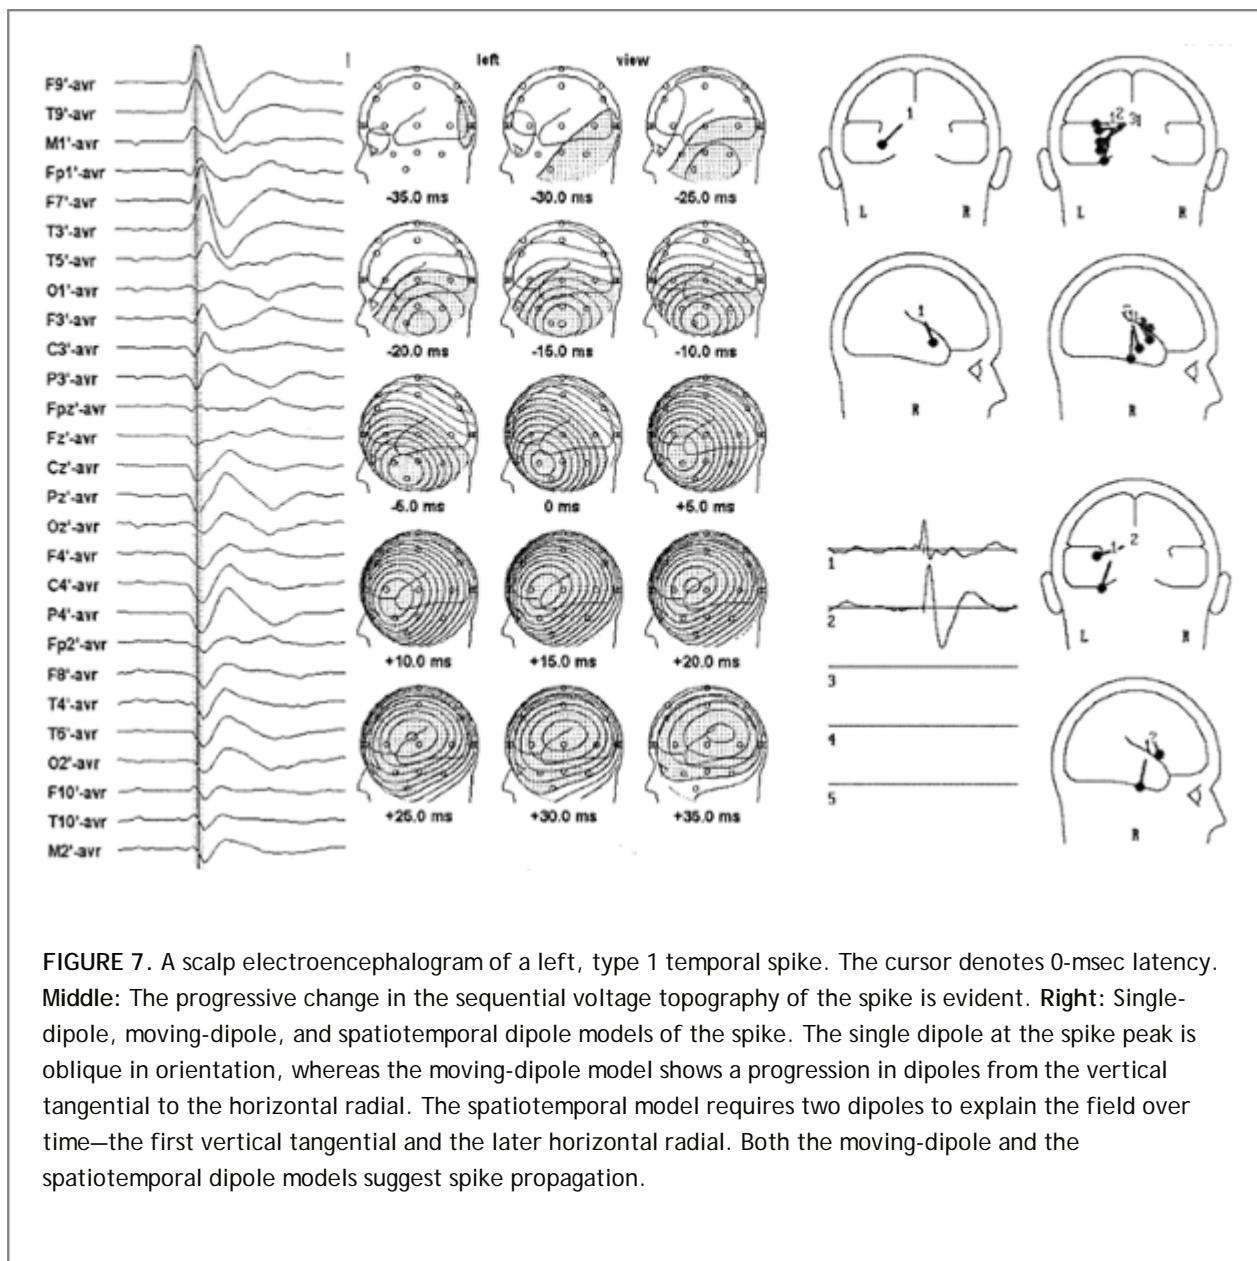 left view
F9'-avr
T9'-avr
M1'-avr
Fp1'-avr
F7'-avr
T3'-avr
T5'-avr
O1'-avr
F3'-avr
C3'-avr
P3'-avr
Fpz'-avr
Fz'-avr
Cz'-avr
Pz'-avr
Oz'-avr
F4'-avr
C4'-avr
P4'-avr
Fp2'-avr
F8'-avr
T4'-avr
T6'-avr
O2'-avr
F10'-avr
T10'-avr
M2'-avr
-35.0 ms -30.0 ms -25.0 ms
-20.0 ms -15.0 ms -10.0 ms
-5.0 ms 0 ms +5.0 ms
+10.0 ms +15.0 ms +20.0 ms
+25.0 ms +30.0 ms +35.0 ms
1
L R
2
L R
1
R
R
1
2
3
4
5
1 2
L R
2
R
FIGURE 7. A scalp electroencephalogram of a left, type 1 temporal spike. The cursor denotes 0-msec latency.
Middle: The progressive change in the sequential voltage topography of the spike is evident. Right: Single-
dipole, moving-dipole, and spatiotemporal dipole models of the spike. The single dipole at the spike peak is
oblique in orientation, whereas the moving-dipole model shows a progression in dipoles from the vertical
tangential to the horizontal radial. The spatiotemporal model requires two dipoles to explain the field over
time—the first vertical tangential and the later horizontal radial. Both the moving-dipole and the
spatiotemporal dipole models suggest spike propagation.